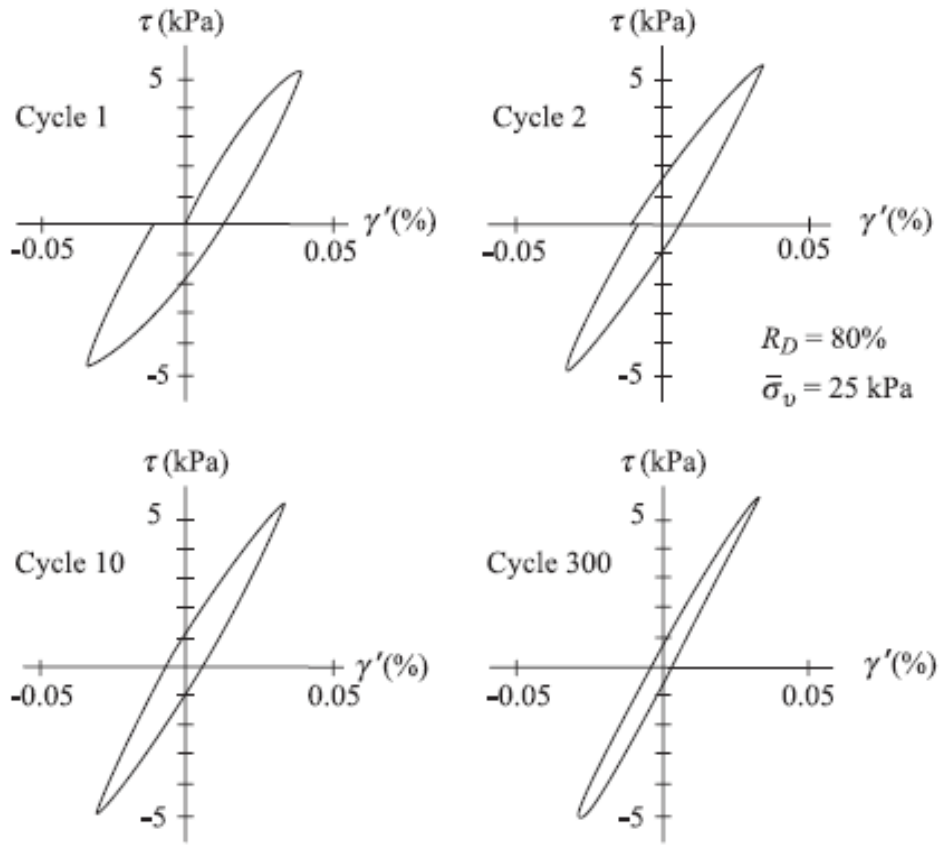 τ (kPa)
5
Cycle 1
γ′(%)
-0.05
0.05
-5
τ (kPa)
5
Cycle 2
γ′(%)
-0.05
0.05
-5
R_D = 80%
σ̄_υ = 25 kPa
τ (kPa)
5
Cycle 10
γ′(%)
-0.05
0.05
-5
τ (kPa)
5
Cycle 300
γ′(%)
-0.05
0.05
-5